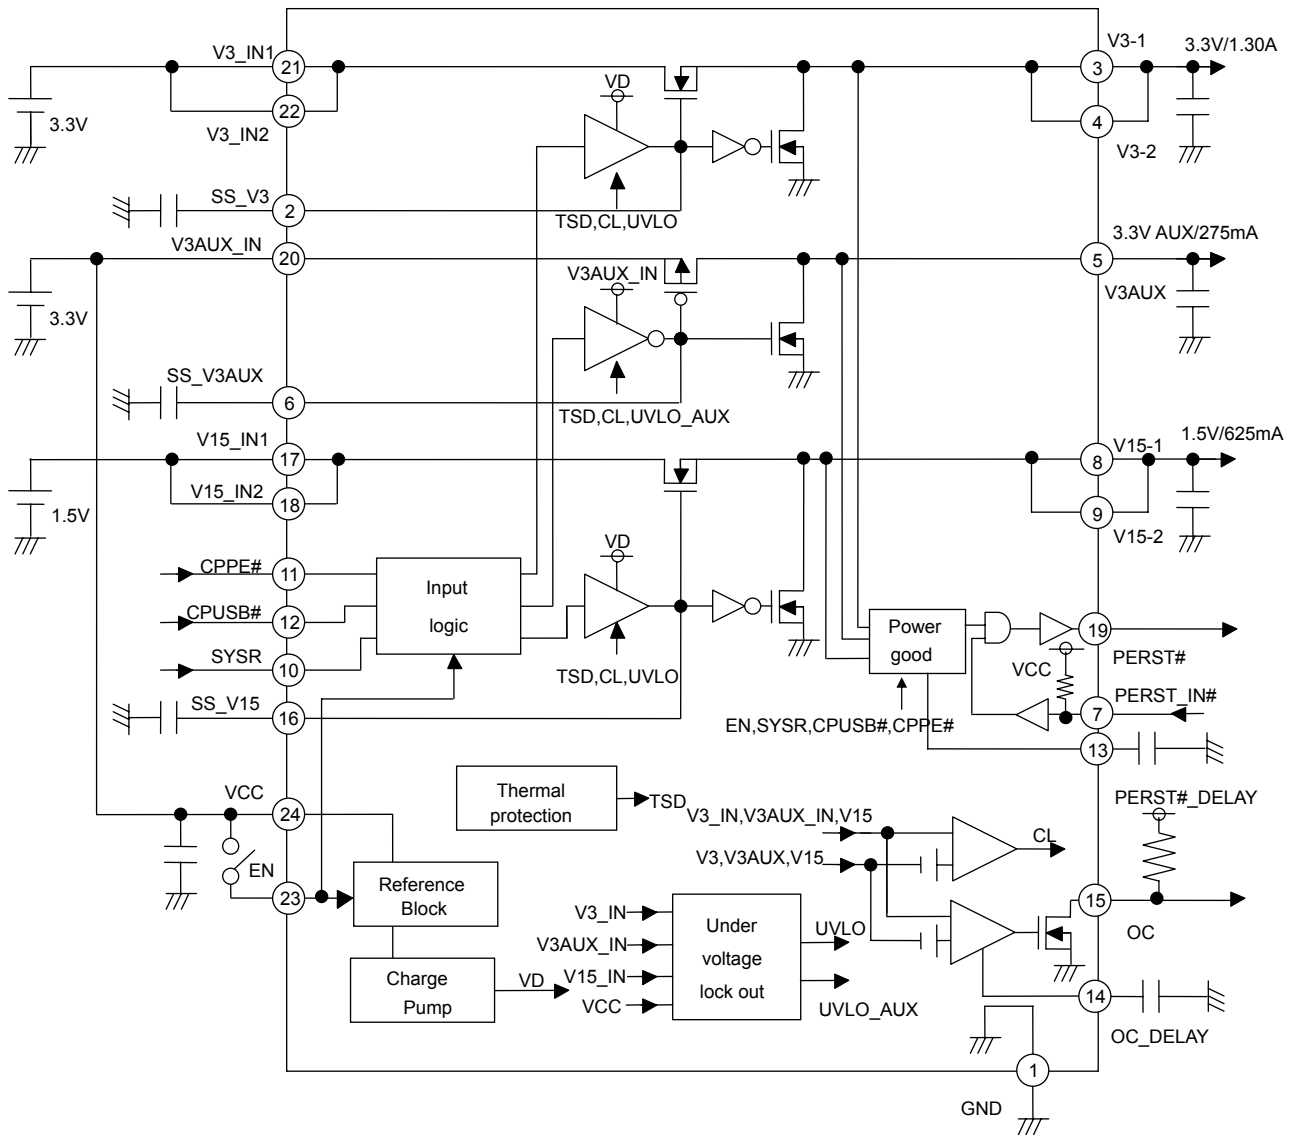 V3_IN1
21
V3-1
3
3.3V/1.30A
VD
3.3V
22
V3_IN2
4
V3-2
SS_V3
2
TSD,CL,UVLO
V3AUX_IN
20
3.3V AUX/275mA
5
V3AUX_IN
V3AUX
3.3V
SS_V3AUX
6
TSD,CL,UVLO_AUX
V15_IN1
17
1.5V/625mA
V15-1
8
V15_IN2
18
1.5V
9
V15-2
VD
CPPE#
11
Input
logic
CPUSB#
12
Power
good
19
PERST#
SYSR
10
TSD,CL,UVLO
VCC
PERST_IN#
7
SS_V15
16
EN,SYSR,CPUSB#,CPPE#
13
VCC
24
Thermal
protection
TSD
PERST#_DELAY
V3_IN,V3AUX_IN,V15
CL
V3,V3AUX,V15
EN
23
Reference
Block
15
OC
V3_IN
V3AUX_IN
V15_IN
VCC
Under
voltage
lock out
UVLO
UVLO_AUX
Charge
Pump
VD
14
OC_DELAY
1
GND